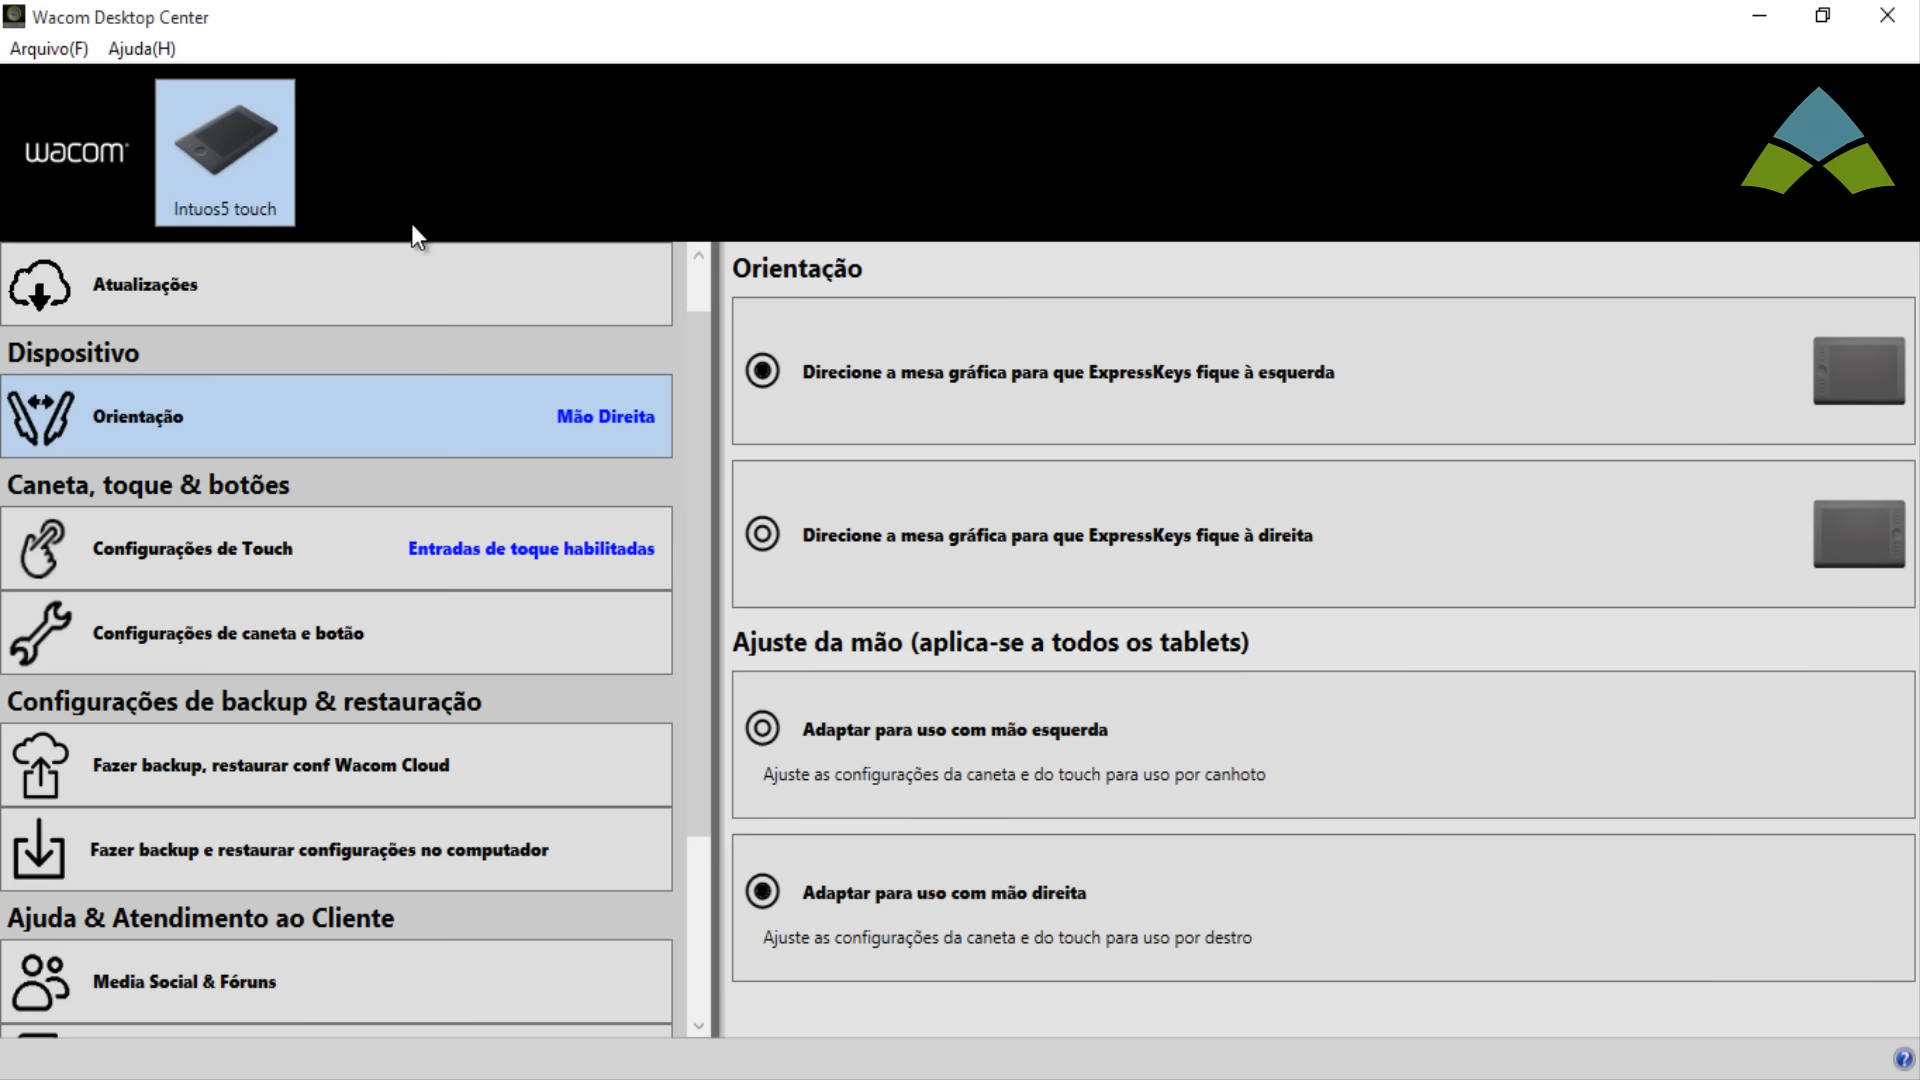 Wacom Desktop Center
Arquivo(F) Ajuda(H)
wacom
Intuos5 touch
Atualizações
Dispositivo
Orientação Mão Direita
Caneta, toque & botões
Configurações de Touch Entradas de toque habilitadas
Configurações de caneta e botão
Configurações de backup & restauração
Fazer backup, restaurar conf Wacom Cloud
Fazer backup e restaurar configurações no computador
Ajuda & Atendimento ao Cliente
Media Social & Fóruns
Orientação
Direcione a mesa gráfica para que ExpressKeys fique à esquerda
Direcione a mesa gráfica para que ExpressKeys fique à direita
Ajuste da mão (aplica-se a todos os tablets)
Adaptar para uso com mão esquerda
Ajuste as configurações da caneta e do touch para uso por canhoto
Adaptar para uso com mão direita
Ajuste as configurações da caneta e do touch para uso por destro